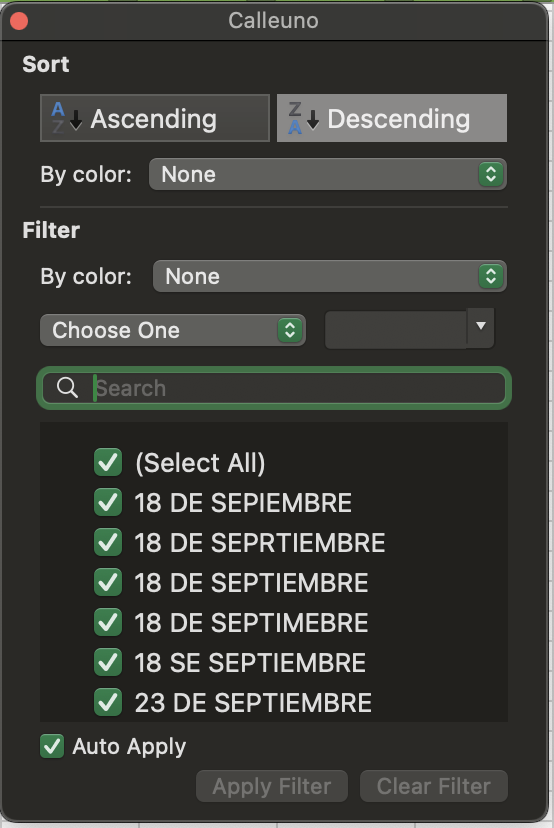 Calleuno
Sort
A Z Ascending
Z A Descending
By color: None
Filter
By color: None
Choose One
Search
(Select All)
18 DE SEPIEMBRE
18 DE SEPRTIEMBRE
18 DE SEPTIEMBRE
18 DE SEPTIMEBRE
18 SE SEPTIEMBRE
23 DE SEPTIEMBRE
Auto Apply
Apply Filter Clear Filter